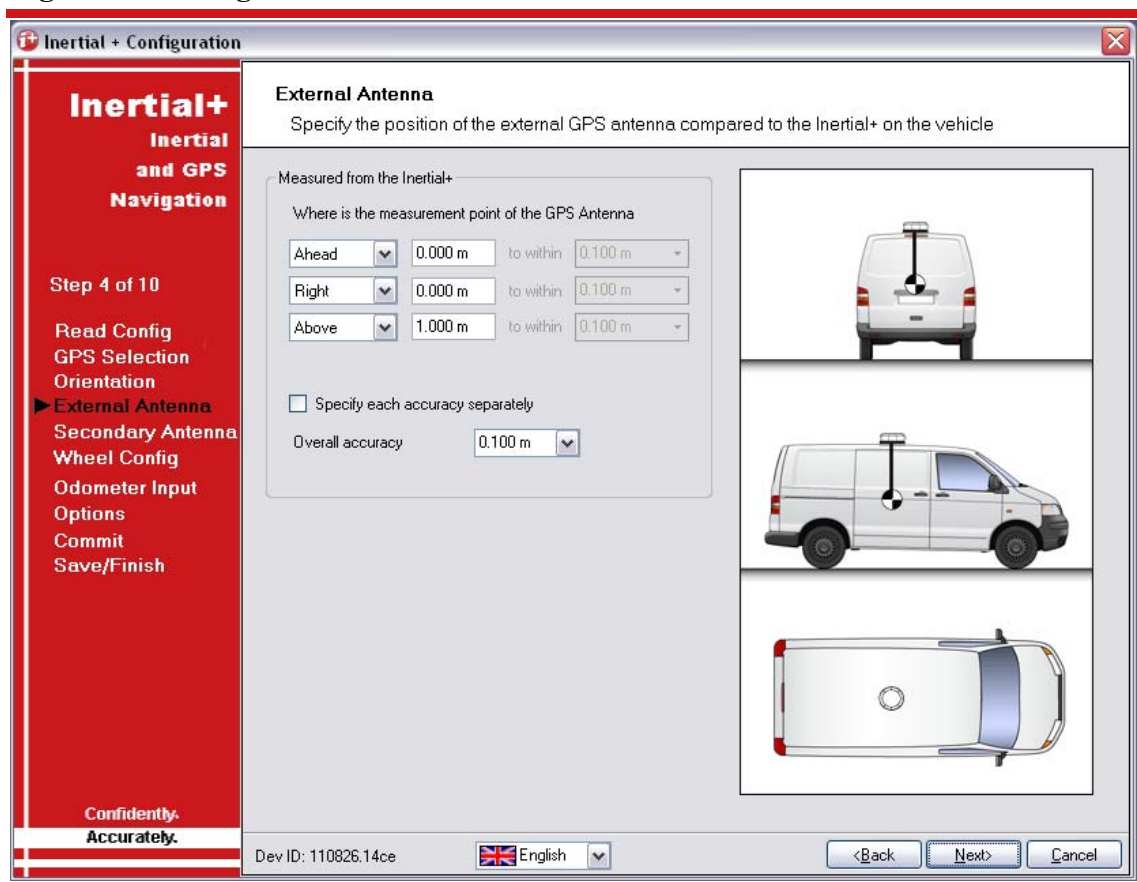 Inertial + Configuration
Inertial+
Inertial
and GPS
Navigation
Step 4 of 10
Read Config
GPS Selection
Orientation
External Antenna
Secondary Antenna
Wheel Config
Odometer Input
Options
Commit
Save/Finish
Confidently.
Accurately.
External Antenna
Specify the position of the external GPS antenna compared to the Inertial+ on the vehicle
Measured from the Inertial+
Where is the measurement point of the GPS Antenna
Ahead 0.000 m to within 0.100 m
Right 0.000 m to within 0.100 m
Above 1.000 m to within 0.100 m
Specify each accuracy separately
Overall accuracy 0.100 m
Dev ID: 110826.14ce English <Back Next> Cancel